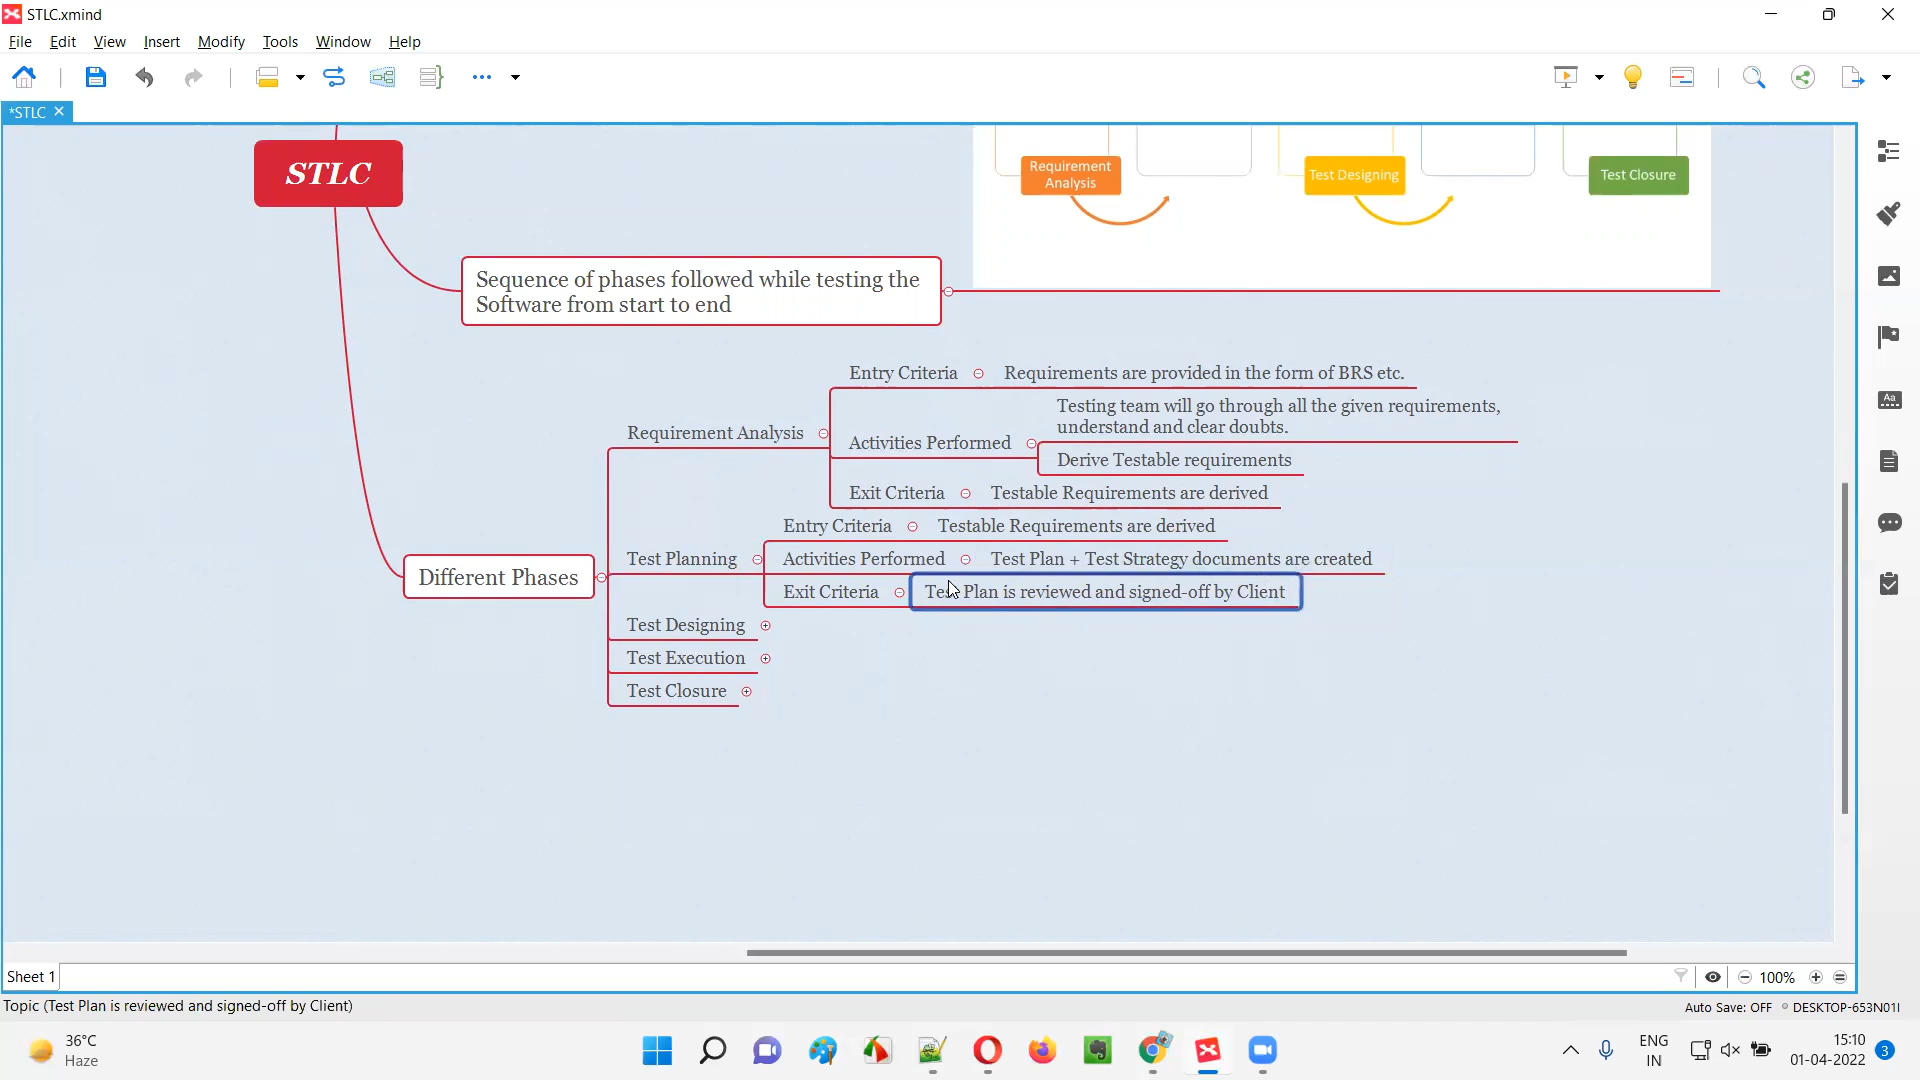 STLC.xmind
File Edit View Insert Modify Tools Window Help
*STLC
STLC
Requirement
Analysis
Test Designing
Test Closure
Sequence of phases followed while testing the
Software from start to end
Entry Criteria
Requirements are provided in the form of BRS etc.
Testing team will go through all the given requirements,
understand and clear doubts.
Requirement Analysis
Activities Performed
Derive Testable requirements
Exit Criteria
Testable Requirements are derived
Entry Criteria
Testable Requirements are derived
Different Phases
Test Planning
Activities Performed
Test Plan + Test Strategy documents are created
Exit Criteria
Test Plan is reviewed and signed-off by Client
Test Designing
Test Execution
Test Closure
Aa
Sheet 1
100%
Topic (Test Plan is reviewed and signed-off by Client)
Auto Save: OFF
DESKTOP-653N01I
36°C
Haze
ENG
IN
15:10
01-04-2022
3